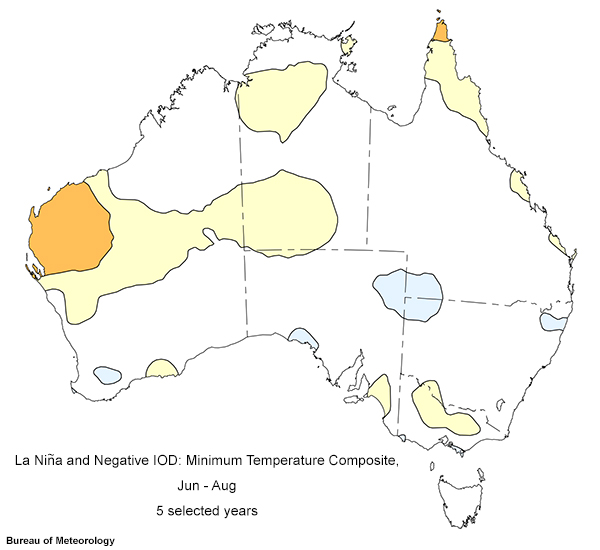 La Niña and Negative IOD: Minimum Temperature Composite,
Jun - Aug
5 selected years
Bureau of Meteorology